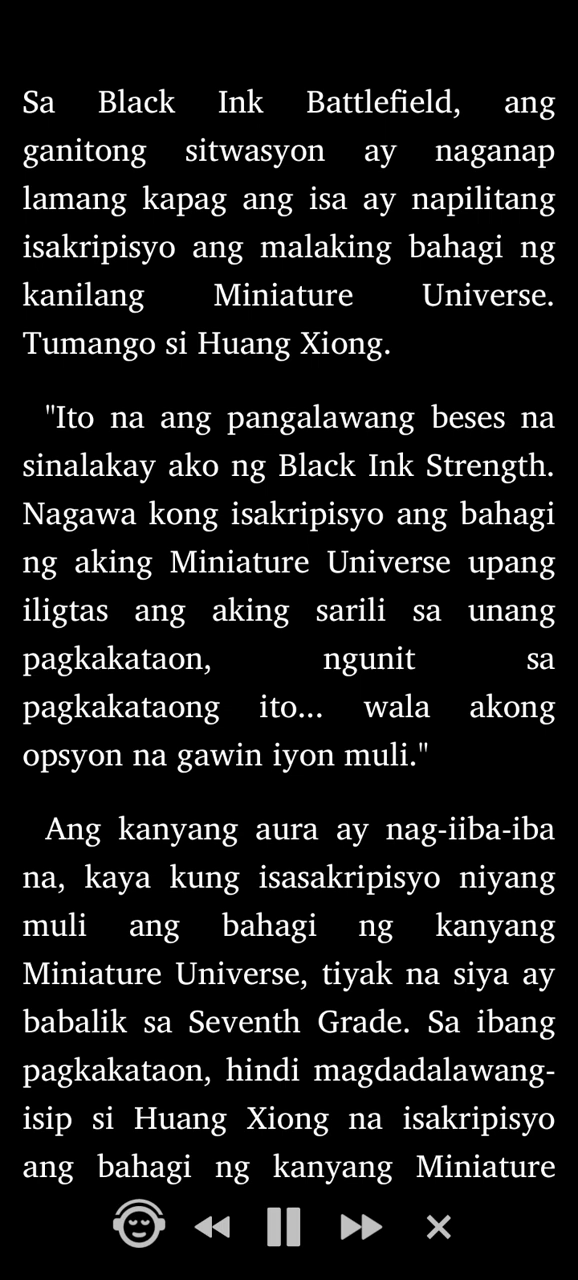 Sa Black Ink Battlefield, ang
ganitong sitwasyon ay naganap
lamang kapag ang isa ay napilitang
isakripisyo ang malaking bahagi ng
kanilang Miniature Universe.
Tumango si Huang Xiong.
"Ito na ang pangalawang beses na
sinalakay ako ng Black Ink Strength.
Nagawa kong isakripisyo ang bahagi
ng aking Miniature Universe upang
iligtas ang aking sarili sa unang
pagkakataon, ngunit sa
pagkakataong ito... wala akong
opsyon na gawin iyon muli."
Ang kanyang aura ay nag-iiba-iba
na, kaya kung isasakripisyo niyang
muli ang bahagi ng kanyang
Miniature Universe, tiyak na siya ay
babalik sa Seventh Grade. Sa ibang
pagkakataon, hindi magdadalawang-
isip si Huang Xiong na isakripisyo
ang bahagi ng kanyang Miniature